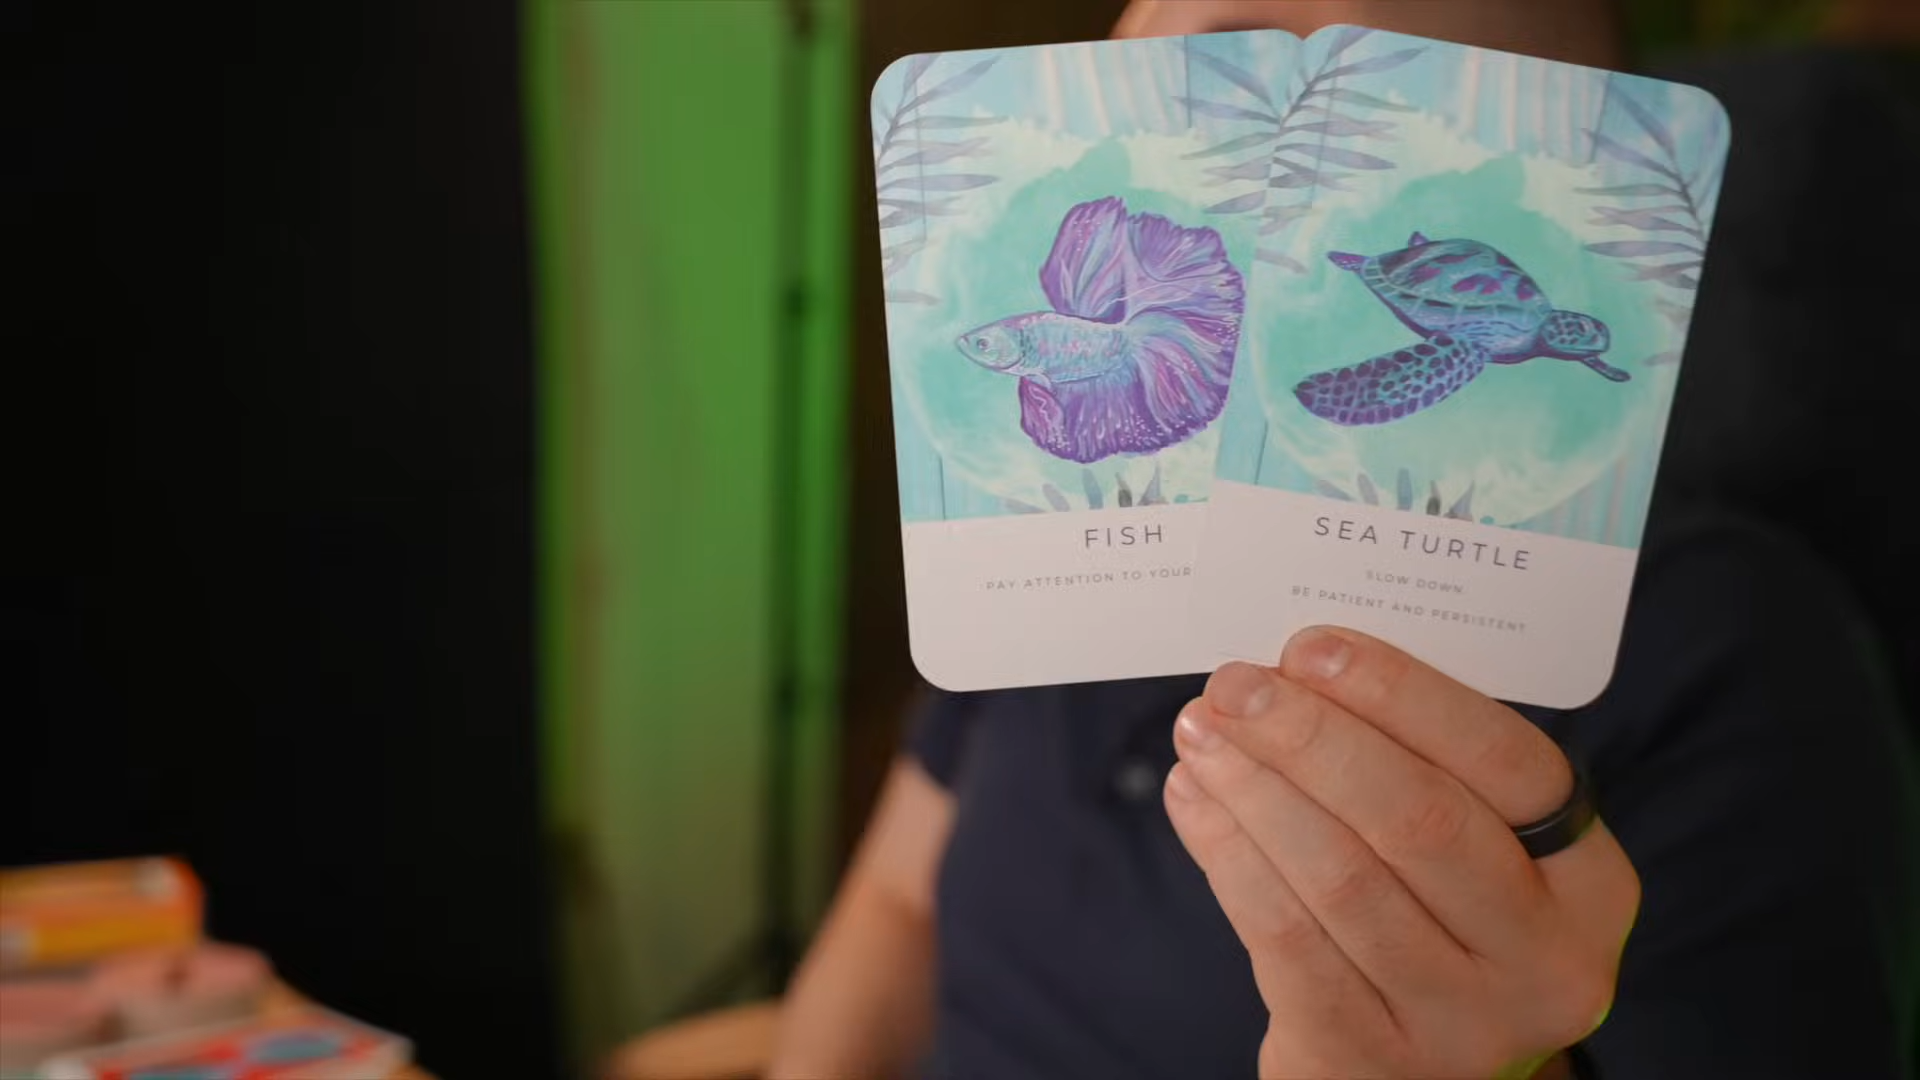 FISH
PAY ATTENTION TO YOUR
SEA TURTLE
SLOW DOWN.
BE PATIENT AND PERSISTENT